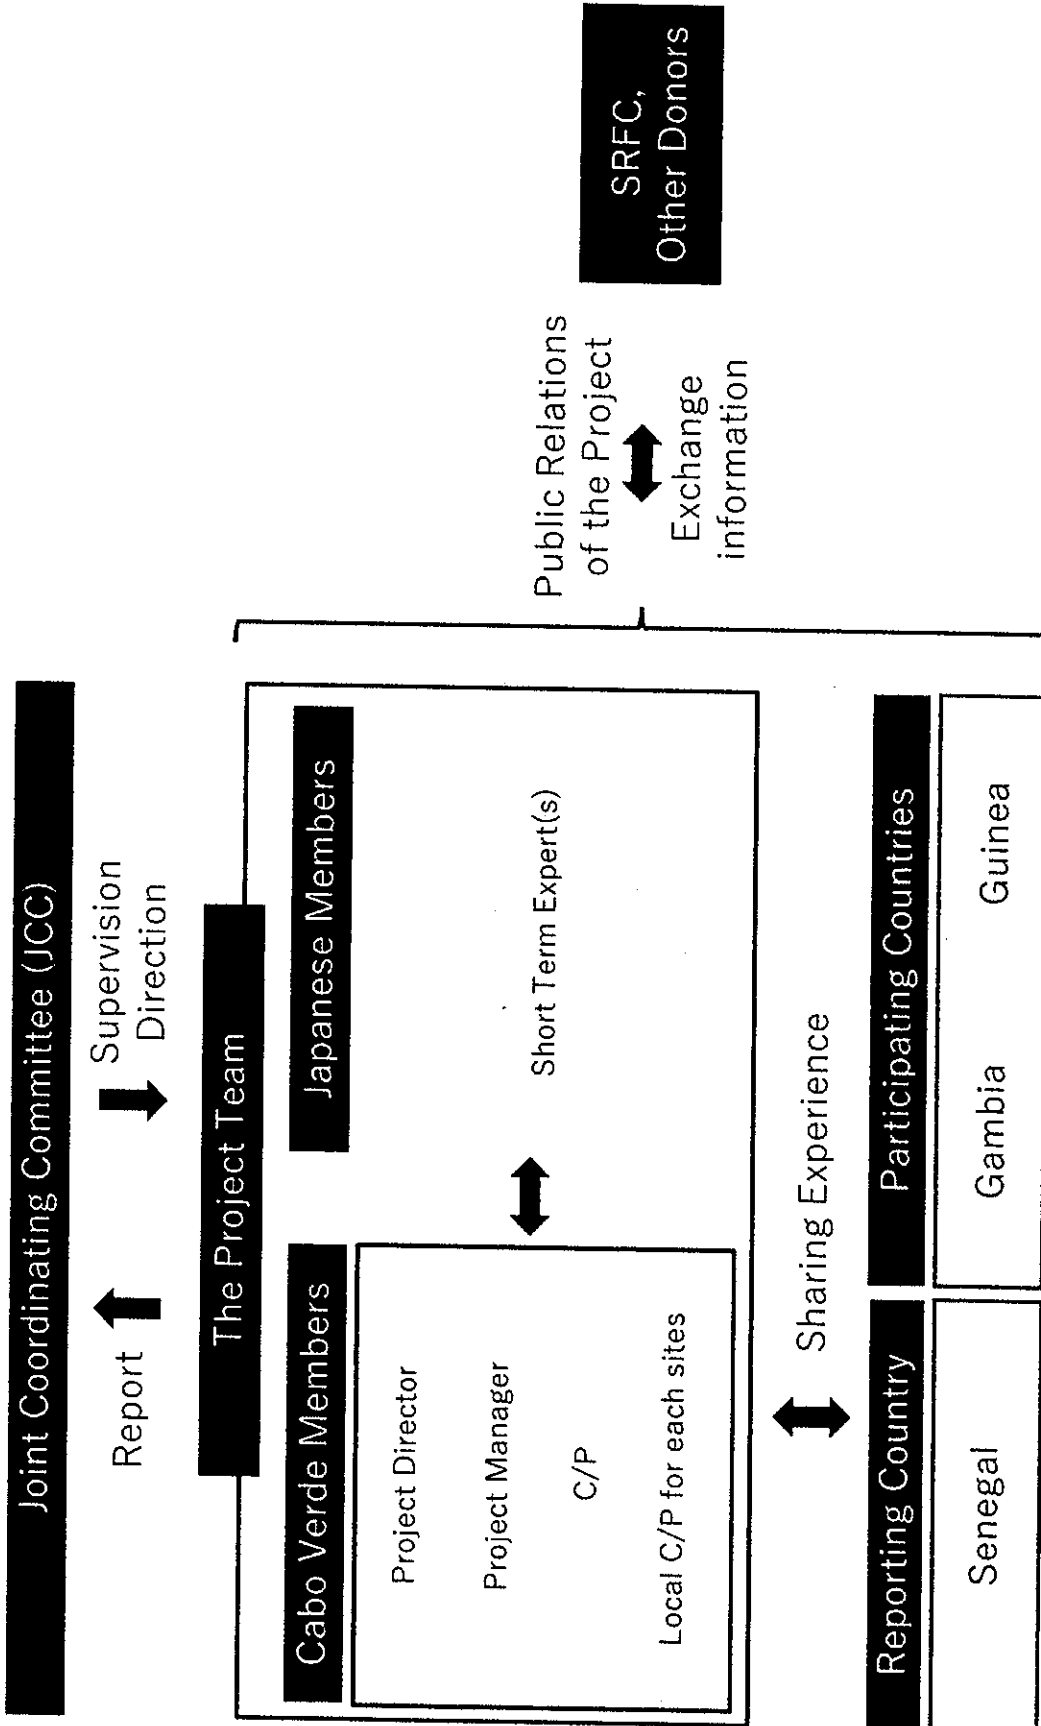 Joint Coordinating Committee (JCC)
Report
Supervision
Direction
The Project Team
Cabo Verde Members
Japanese Members
Project Director
Project Manager
C/P
Local C/P for each sites
Short Term Expert(s)
Sharing Experience
Reporting Country
Participating Countries
Senegal
Gambia
Guinea
Public Relations
of the Project
Exchange
information
SRFC,
Other Donors